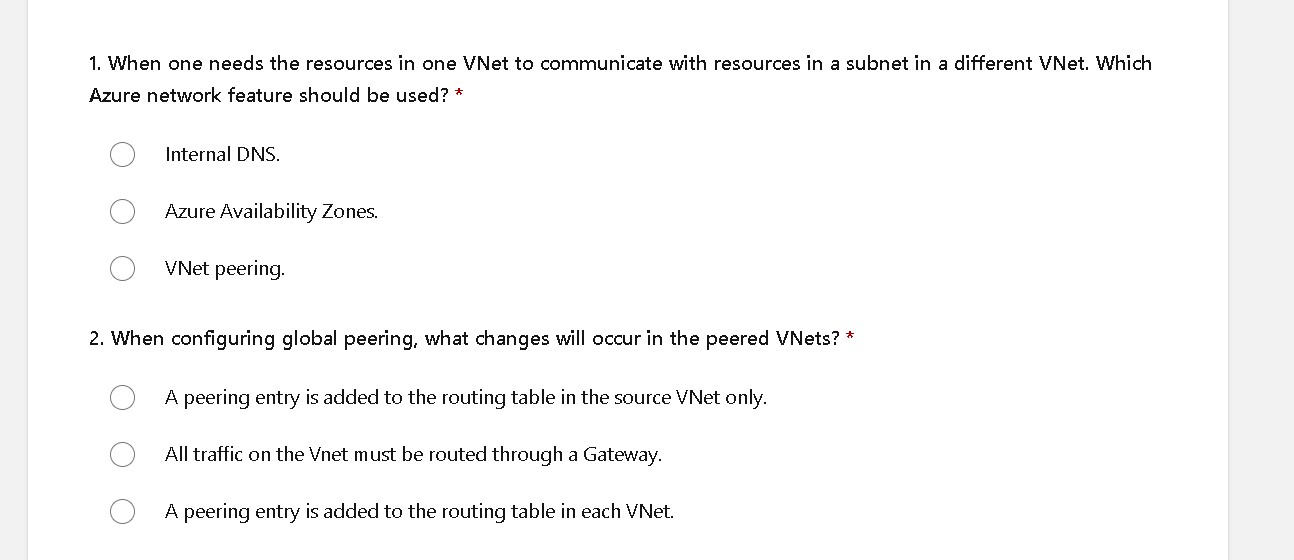 1. When one needs the resources in one VNet to communicate with resources in a subnet in a different VNet. Which
Azure network feature should be used? *
Internal DNS.
Azure Availability Zones.
VNet peering.
2. When configuring global peering, what changes will occur in the peered VNets? *
A peering entry is added to the routing table in the source VNet only.
All traffic on the Vnet must be routed through a Gateway.
A peering entry is added to the routing table in each VNet.